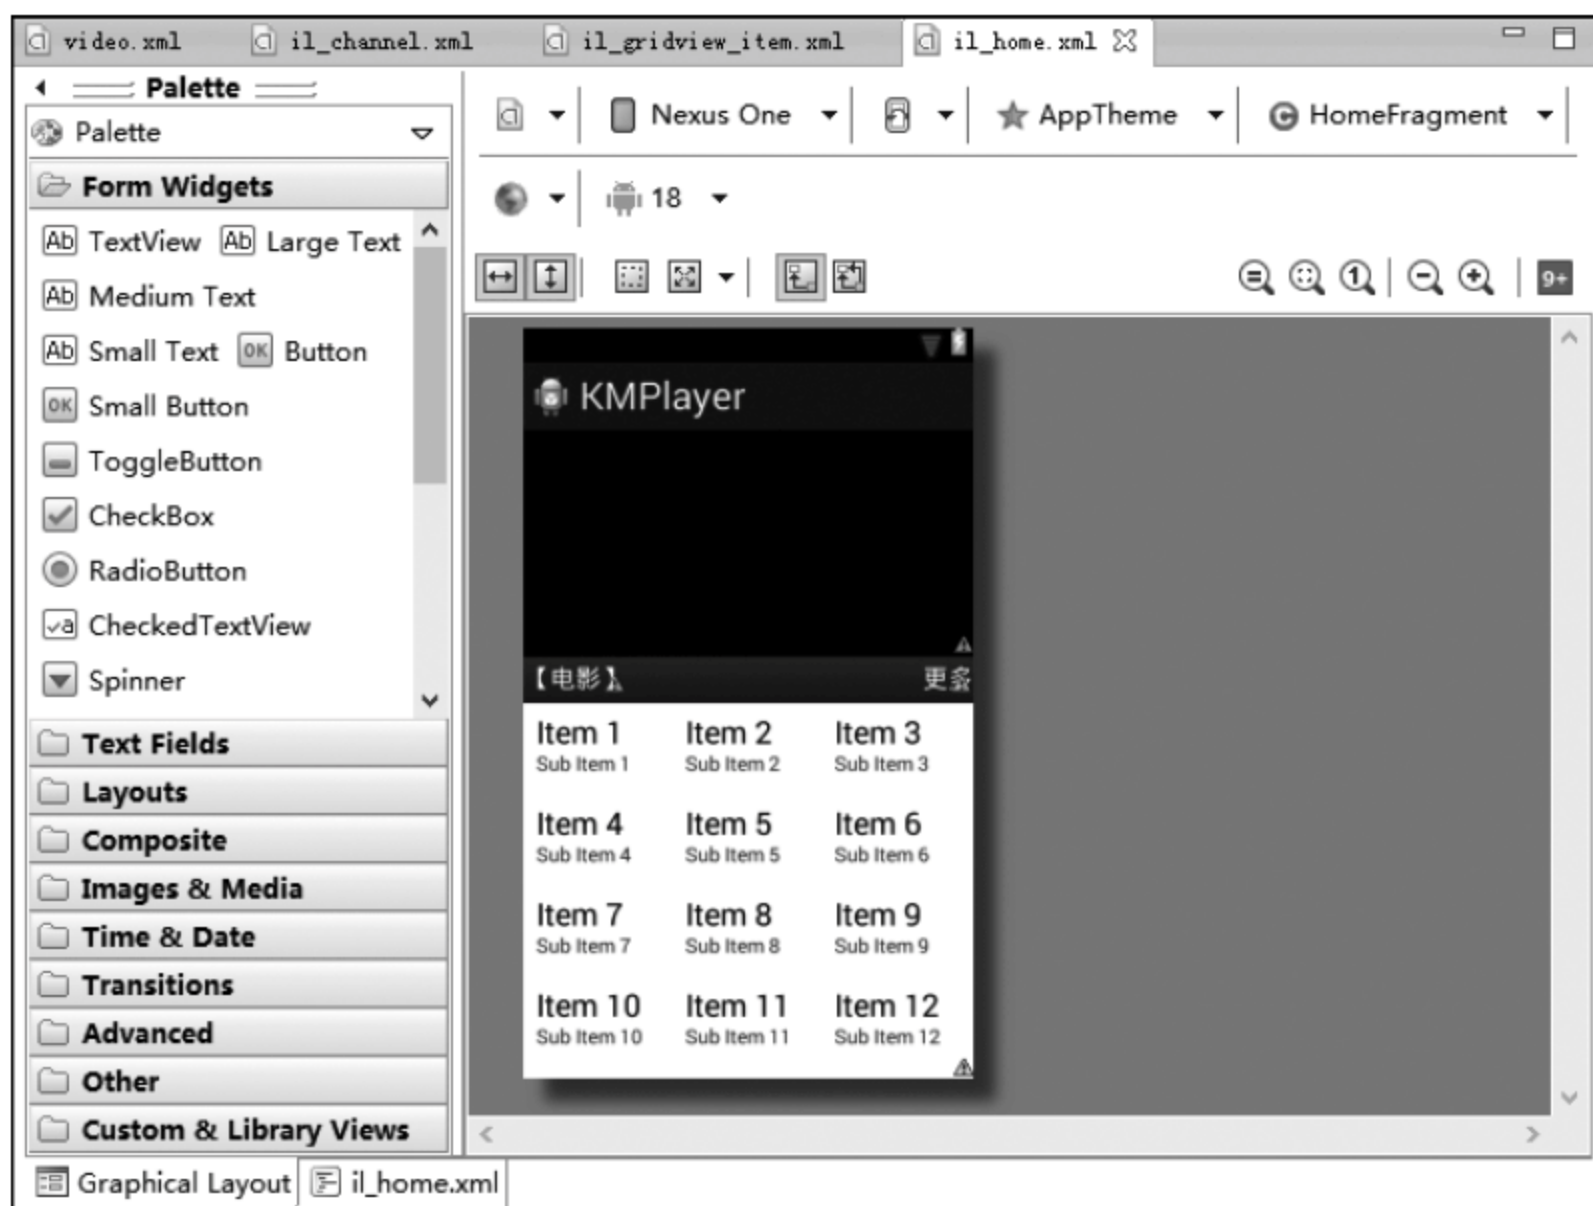 video.xml il_channel.xml il_gridview_item.xml il_home.xml
Palette
Palette
Form Widgets
Ab TextView Ab Large Text
Ab Medium Text
Ab Small Text OK Button
OK Small Button
ToggleButton
CheckBox
RadioButton
CheckedTextView
Spinner
Text Fields
Layouts
Composite
Images & Media
Time & Date
Transitions
Advanced
Other
Custom & Library Views
Nexus One AppTheme HomeFragment
18
9+
KMPlayer
【电影】 更多
Item 1 Item 2 Item 3
Sub Item 1 Sub Item 2 Sub Item 3
Item 4 Item 5 Item 6
Sub Item 4 Sub Item 5 Sub Item 6
Item 7 Item 8 Item 9
Sub Item 7 Sub Item 8 Sub Item 9
Item 10 Item 11 Item 12
Sub Item 10 Sub Item 11 Sub Item 12
Graphical Layout il_home.xml